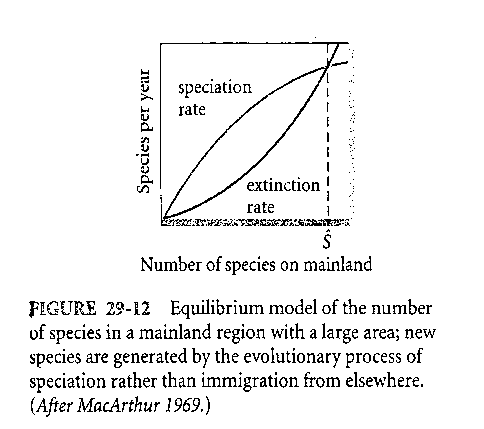 Species per year
speciation
rate
extinction
rate
Ŝ
Number of species on mainland
FIGURE 29-12 Equilibrium model of the number
of species in a mainland region with a large area; new
species are generated by the evolutionary process of
speciation rather than immigration from elsewhere.
(After MacArthur 1969.)